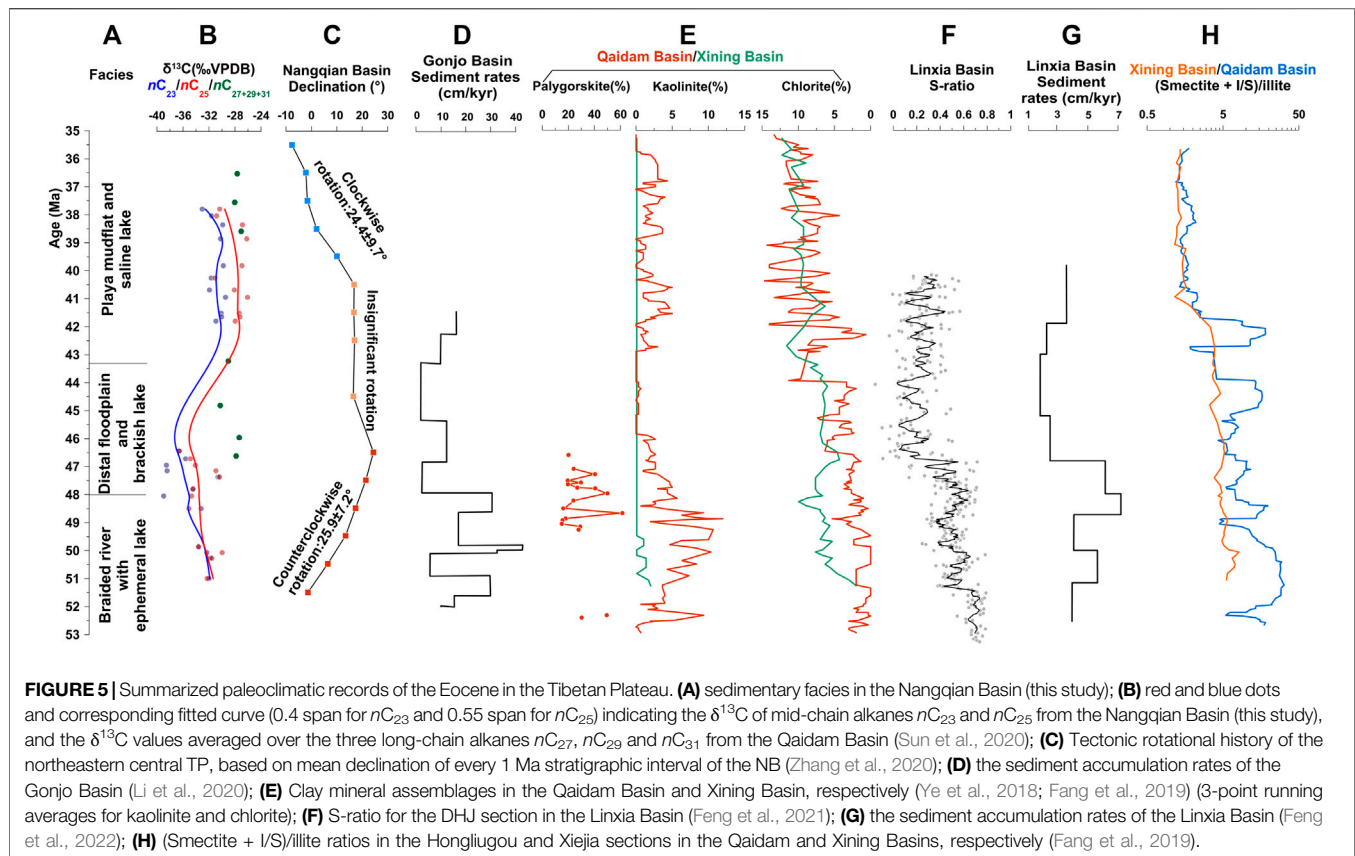 A
B
C
D
E
F
G
H
Facies
δ¹³C(‰VPDB)
nC₂₃/nC₂₅/nC₂₇₊₂₉₊₃₁
Nangqian Basin
Declination (°)
Gonjo Basin
Sediment rates
(cm/kyr)
Qaidam Basin/Xining Basin
Palygorskite(%)
Kaolinite(%)
Chlorite(%)
Linxia Basin
S-ratio
Linxia Basin
Sediment
rates (cm/kyr)
Xining Basin/Qaidam Basin
(Smectite + I/S)/illite
-40 -36 -32 -28 -24
-10 0 10 20 30
0 10 20 30 40
0 20 40 60
0 5 10 15
15 10 5 0
0 0.2 0.4 0.6 0.8 1
1 3 5 7
0.5 5 50
Age (Ma)
35
36
37
38
39
40
41
42
43
44
45
46
47
48
49
50
51
52
53
Playa mudflat and
saline lake
Distal floodplain
and
brackish lake
Braided river
with
ephemeral lake
Clockwise
rotation:24.4±9.7°
Insignificant rotation
Counterclockwise
rotation:25.9±7.2°
FIGURE 5 | Summarized paleoclimatic records of the Eocene in the Tibetan Plateau. (A) sedimentary facies in the Nangqian Basin (this study); (B) red and blue dots
and corresponding fitted curve (0.4 span for nC₂₃ and 0.55 span for nC₂₅) indicating the δ¹³C of mid-chain alkanes nC₂₃ and nC₂₅ from the Nangqian Basin (this study),
and the δ¹³C values averaged over the three long-chain alkanes nC₂₇, nC₂₉ and nC₃₁ from the Qaidam Basin (Sun et al., 2020); (C) Tectonic rotational history of the
northeastern central TP, based on mean declination of every 1 Ma stratigraphic interval of the NB (Zhang et al., 2020); (D) the sediment accumulation rates of the
Gonjo Basin (Li et al., 2020); (E) Clay mineral assemblages in the Qaidam Basin and Xining Basin, respectively (Ye et al., 2018; Fang et al., 2019) (3-point running
averages for kaolinite and chlorite); (F) S-ratio for the DHJ section in the Linxia Basin (Feng et al., 2021); (G) the sediment accumulation rates of the Linxia Basin (Feng
et al., 2022); (H) (Smectite + I/S)/illite ratios in the Hongliugou and Xiejia sections in the Qaidam and Xining Basins, respectively (Fang et al., 2019).